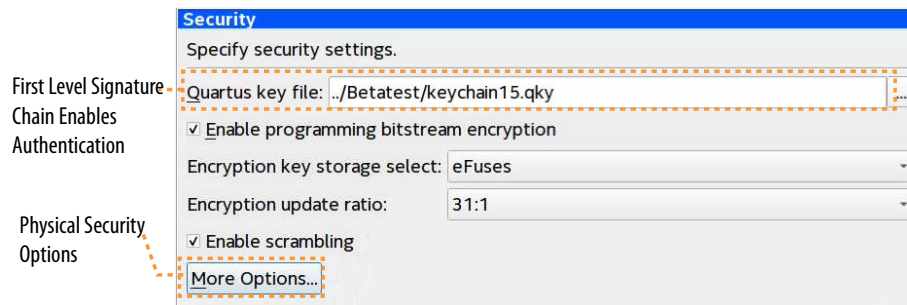 Security
Specify security settings.
First Level Signature
Chain Enables
Authentication
Quartus key file: ../Betatest/keychain15.qky
...
Enable programming bitstream encryption
Encryption key storage select: eFuses
Encryption update ratio: 31:1
Enable scrambling
Physical Security
Options
More Options...